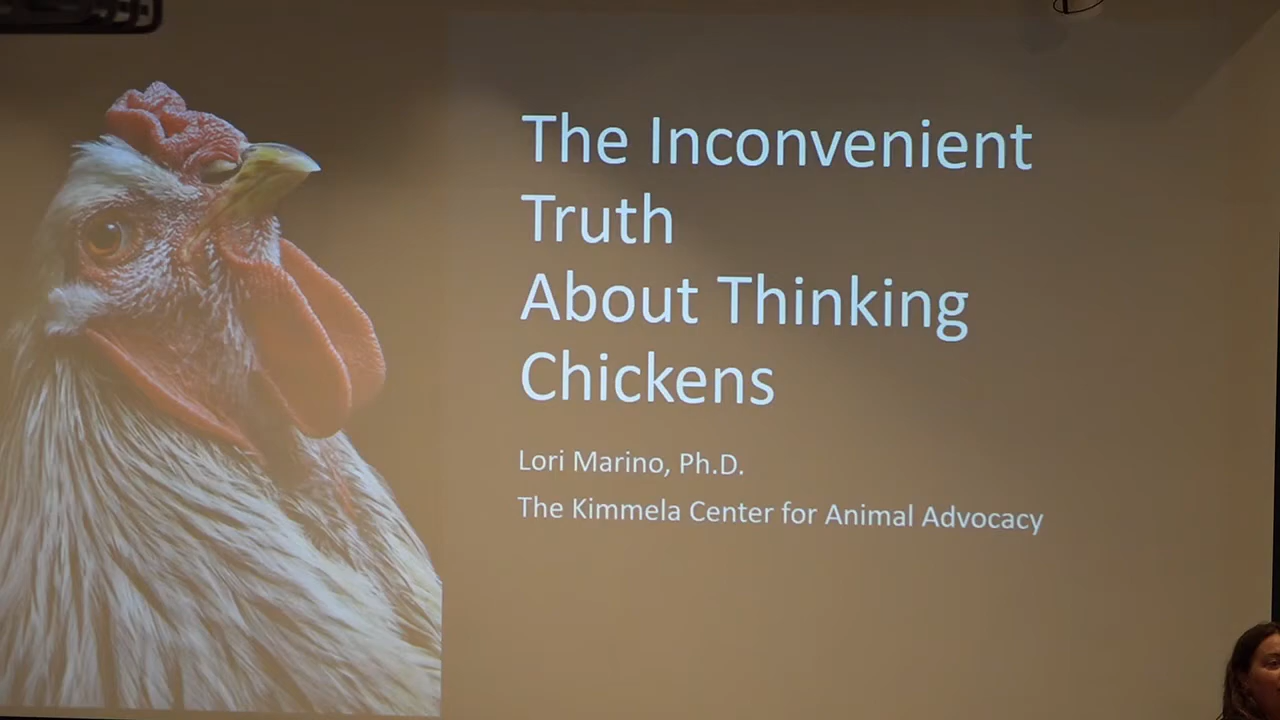 The Inconvenient
Truth
About Thinking
Chickens
Lori Marino, Ph.D.
The Kimmela Center for Animal Advocacy